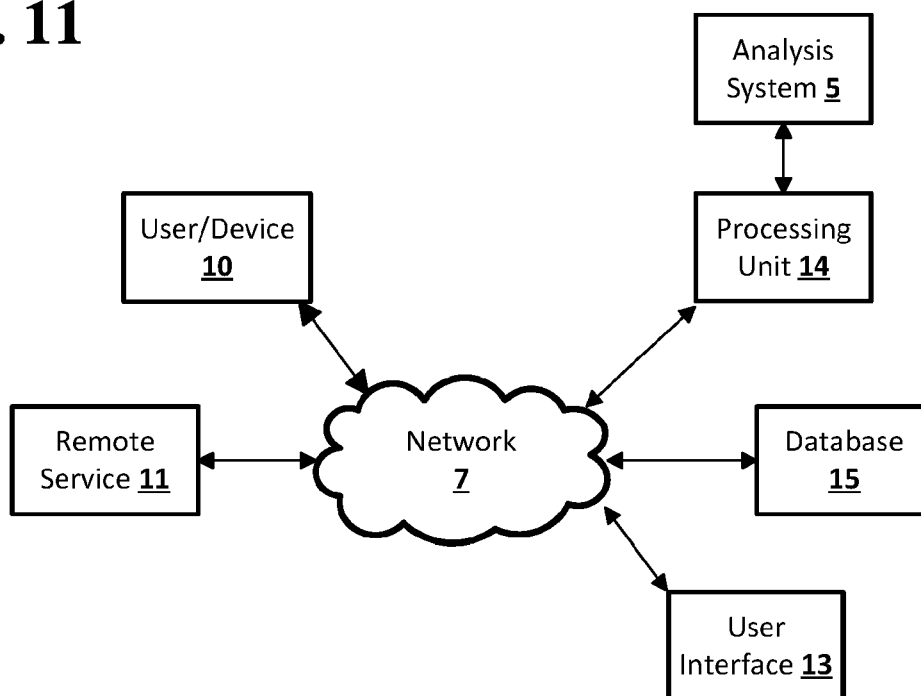 . 11
Analysis
System 5
User/Device
10
Processing
Unit 14
Remote
Service 11
Network
7
Database
15
User
Interface 13